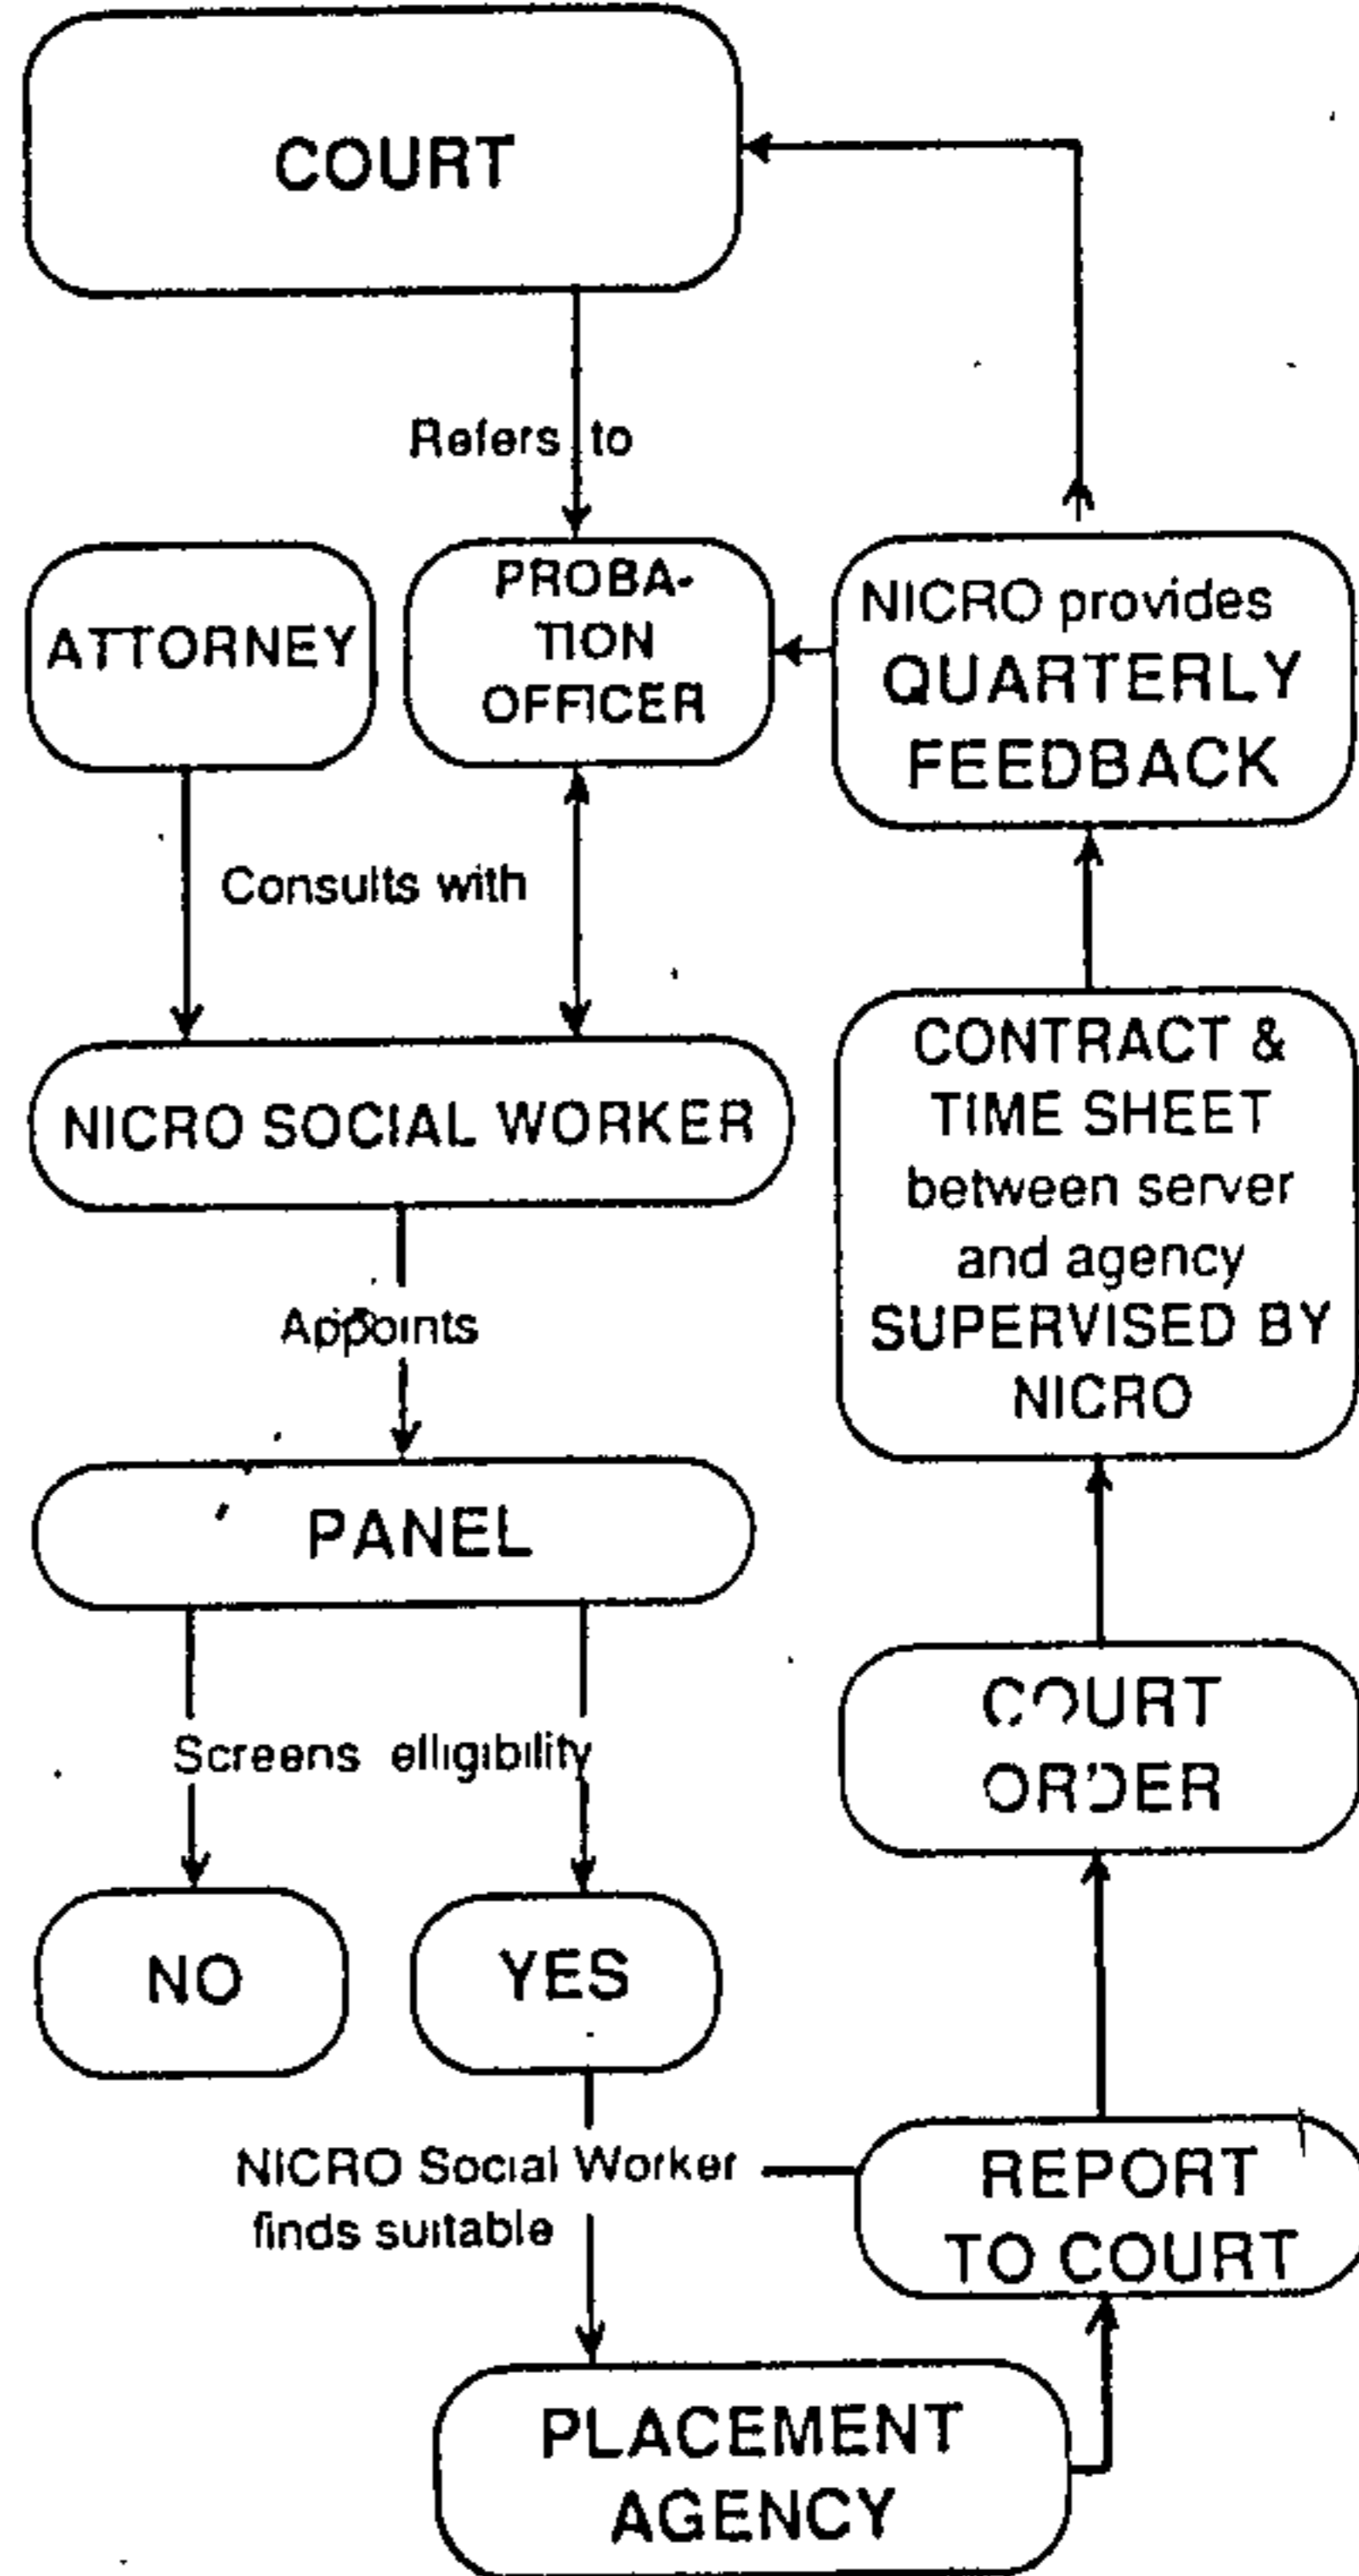 COURT
Refers to
ATTORNEY
PROBA-
TION
OFFICER
NICRO provides
QUARTERLY
FEEDBACK
Consults with
NICRO SOCIAL WORKER
CONTRACT &
TIME SHEET
between server
and agency
SUPERVISED BY
NICRO
Appoints
PANEL
Screens elligibility
COURT
ORDER
NO
YES
NICRO Social Worker
finds suitable
REPORT
TO COURT
PLACEMENT
AGENCY